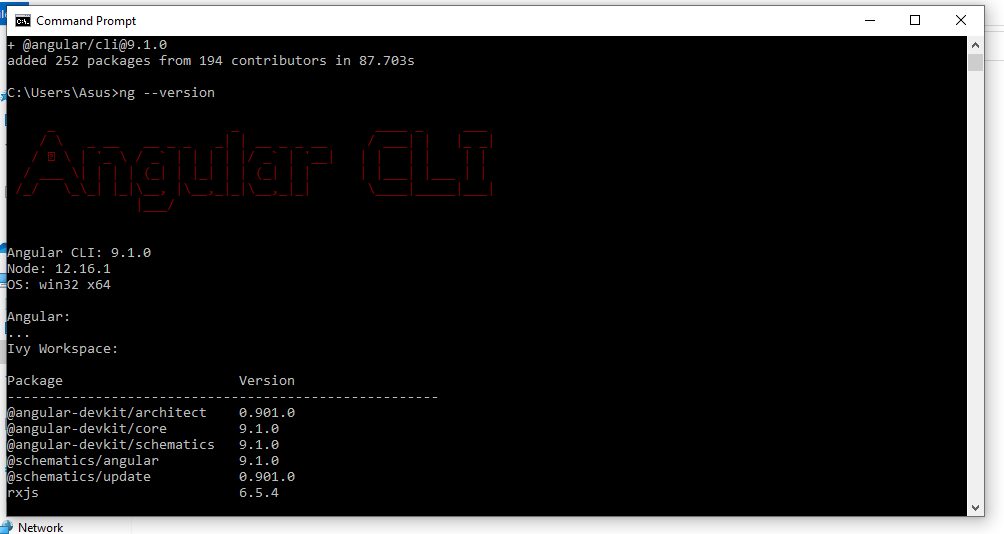 Command Prompt
+ @angular/cli@9.1.0
added 252 packages from 194 contributors in 87.703s
C:\Users\Asus>ng --version
Angular CLI
Angular CLI: 9.1.0
Node: 12.16.1
OS: win32 x64
Angular:
...
Ivy Workspace:
Package Version
------------------------------------------------------
@angular-devkit/architect 0.901.0
@angular-devkit/core 9.1.0
@angular-devkit/schematics 9.1.0
@schematics/angular 9.1.0
@schematics/update 0.901.0
rxjs 6.5.4
Network